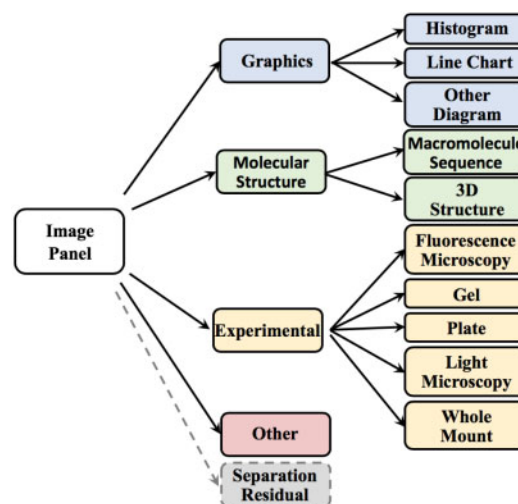 Histogram
Graphics
Line Chart
Other
Diagram
Macromolecule
Sequence
Molecular
Structure
3D
Structure
Image
Panel
Fluorescence
Microscopy
Gel
Experimental
Plate
Light
Microscopy
Whole
Mount
Other
Separation
Residual